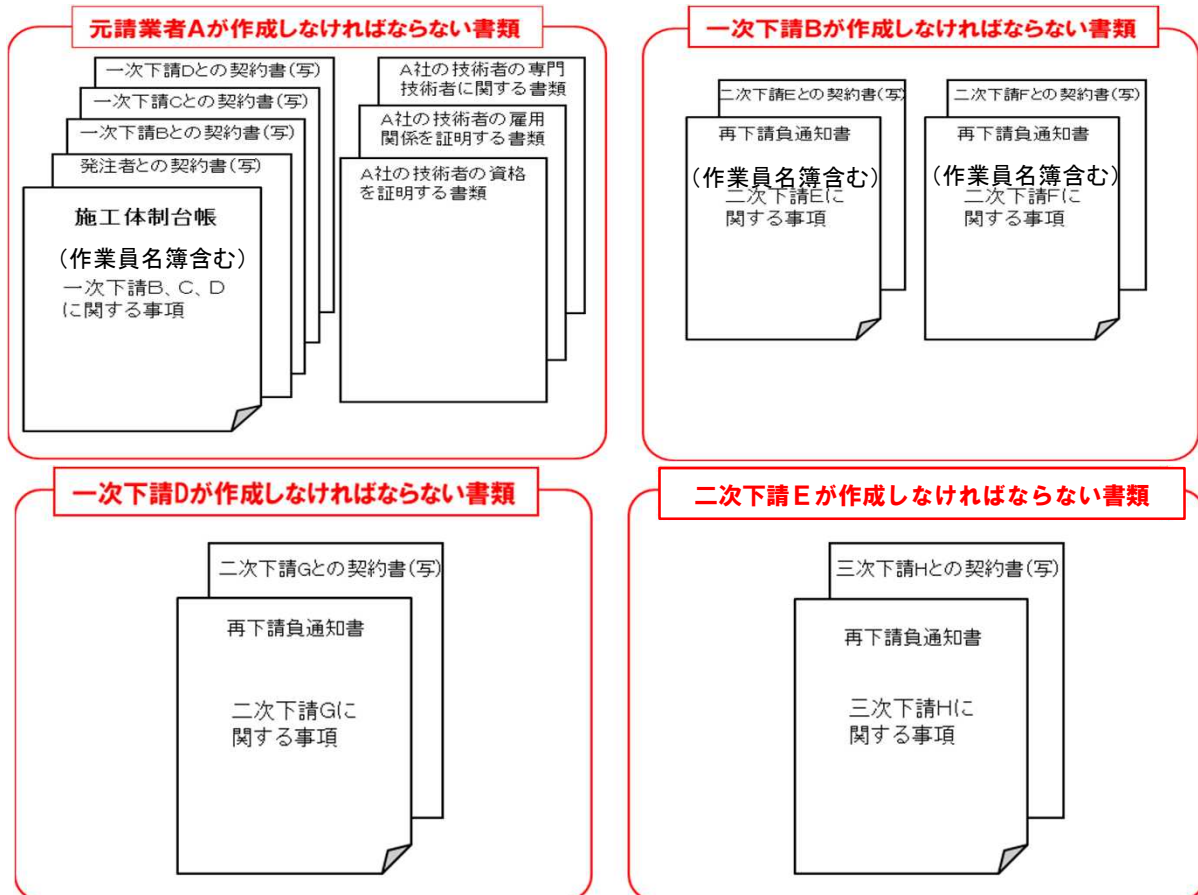 元請業者Aが作成しなければならない書類
一次下請Dとの契約書(写)
一次下請Cとの契約書(写)
一次下請Bとの契約書(写)
発注者との契約書(写)
施工体制台帳
(作業員名簿含む)
一次下請B、C、D
に関する事項
A社の技術者の専門
技術者に関する書類
A社の技術者の雇用
関係を証明する書類
A社の技術者の資格
を証明する書類
一次下請Bが作成しなければならない書類
二次下請Eとの契約書(写)
再下請負通知書
(作業員名簿含む)
二次下請Eに
関する事項
二次下請Fとの契約書(写)
再下請負通知書
(作業員名簿含む)
二次下請Fに
関する事項
一次下請Dが作成しなければならない書類
二次下請Gとの契約書(写)
再下請負通知書
二次下請Gに
関する事項
二次下請Eが作成しなければならない書類
三次下請Hとの契約書(写)
再下請負通知書
三次下請Hに
関する事項